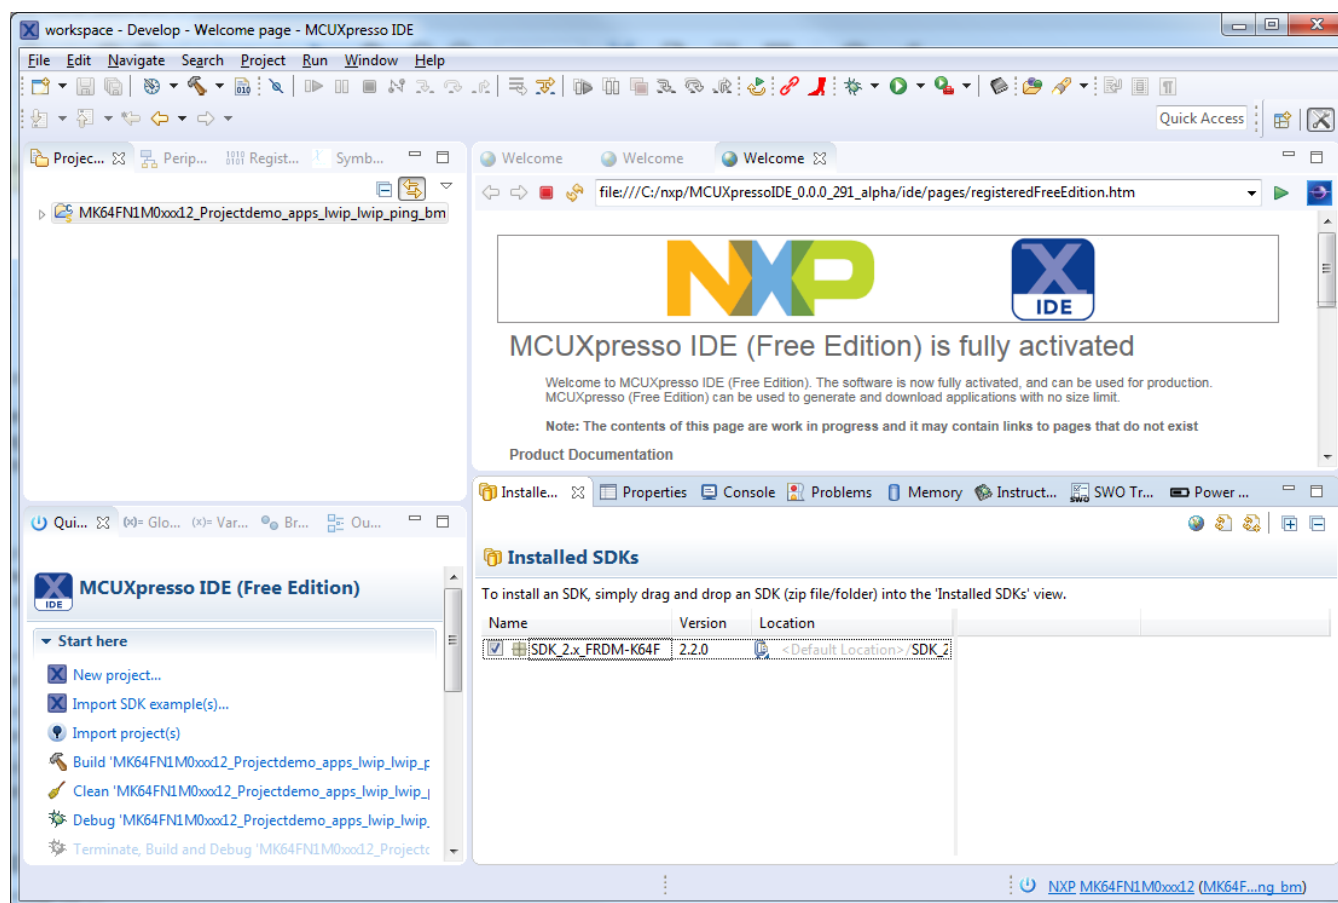 workspace - Develop - Welcome page - MCUXpresso IDE
File Edit Navigate Search Project Run Window Help
Quick Access
Projec... Perip... Regist... Symb...
MK64FN1M0xxx12_Projectdemo_apps_lwip_lwip_ping_bm
Welcome Welcome Welcome
file:///C:/nxp/MCUXpressoIDE_0.0.0_291_alpha/ide/pages/registeredFreeEdition.htm
NXP IDE
MCUXpresso IDE (Free Edition) is fully activated
Welcome to MCUXpresso IDE (Free Edition). The software is now fully activated, and can be used for production.
MCUXpresso (Free Edition) can be used to generate and download applications with no size limit.
Note: The contents of this page are work in progress and it may contain links to pages that do not exist
Product Documentation
Qui... Glo... Var... Br... Ou...
IDE MCUXpresso IDE (Free Edition)
Start here
New project...
Import SDK example(s)...
Import project(s)
Build 'MK64FN1M0xxx12_Projectdemo_apps_lwip_lwip_p
Clean 'MK64FN1M0xxx12_Projectdemo_apps_lwip_lwip_
Debug 'MK64FN1M0xxx12_Projectdemo_apps_lwip_lwip_
Terminate, Build and Debug 'MK64FN1M0xxx12_Projectc
Installe... Properties Console Problems Memory Instruct... SWO Tr... Power ...
Installed SDKs
To install an SDK, simply drag and drop an SDK (zip file/folder) into the 'Installed SDKs' view.
Name Version Location
SDK_2.x_FRDM-K64F 2.2.0 <Default Location>/SDK_2
NXP MK64FN1M0xxx12 (MK64F...ng_bm)